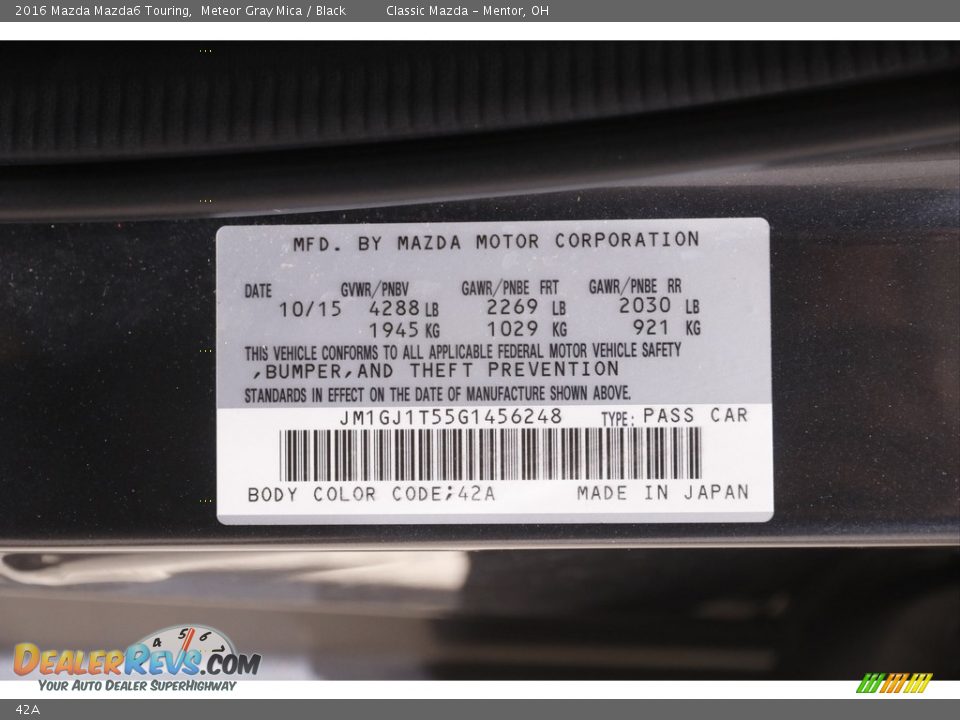 2016 Mazda Mazda6 Touring, Meteor Gray Mica / Black Classic Mazda - Mentor, OH
MFD. BY MAZDA MOTOR CORPORATION
DATE GVWR/PNBV GAWR/PNBE FRT GAWR/PNBE RR
10/15 4288 LB 2269 LB 2030 LB
1945 KG 1029 KG 921 KG
THIS VEHICLE CONFORMS TO ALL APPLICABLE FEDERAL MOTOR VEHICLE SAFETY
,BUMPER,AND THEFT PREVENTION
STANDARDS IN EFFECT ON THE DATE OF MANUFACTURE SHOWN ABOVE.
JM1GJ1T55G1456248 TYPE: PASS CAR
BODY COLOR CODE;42A MADE IN JAPAN
4 5 6 7
DEALERREVS.COM
YOUR AUTO DEALER SUPERHIGHWAY
42A